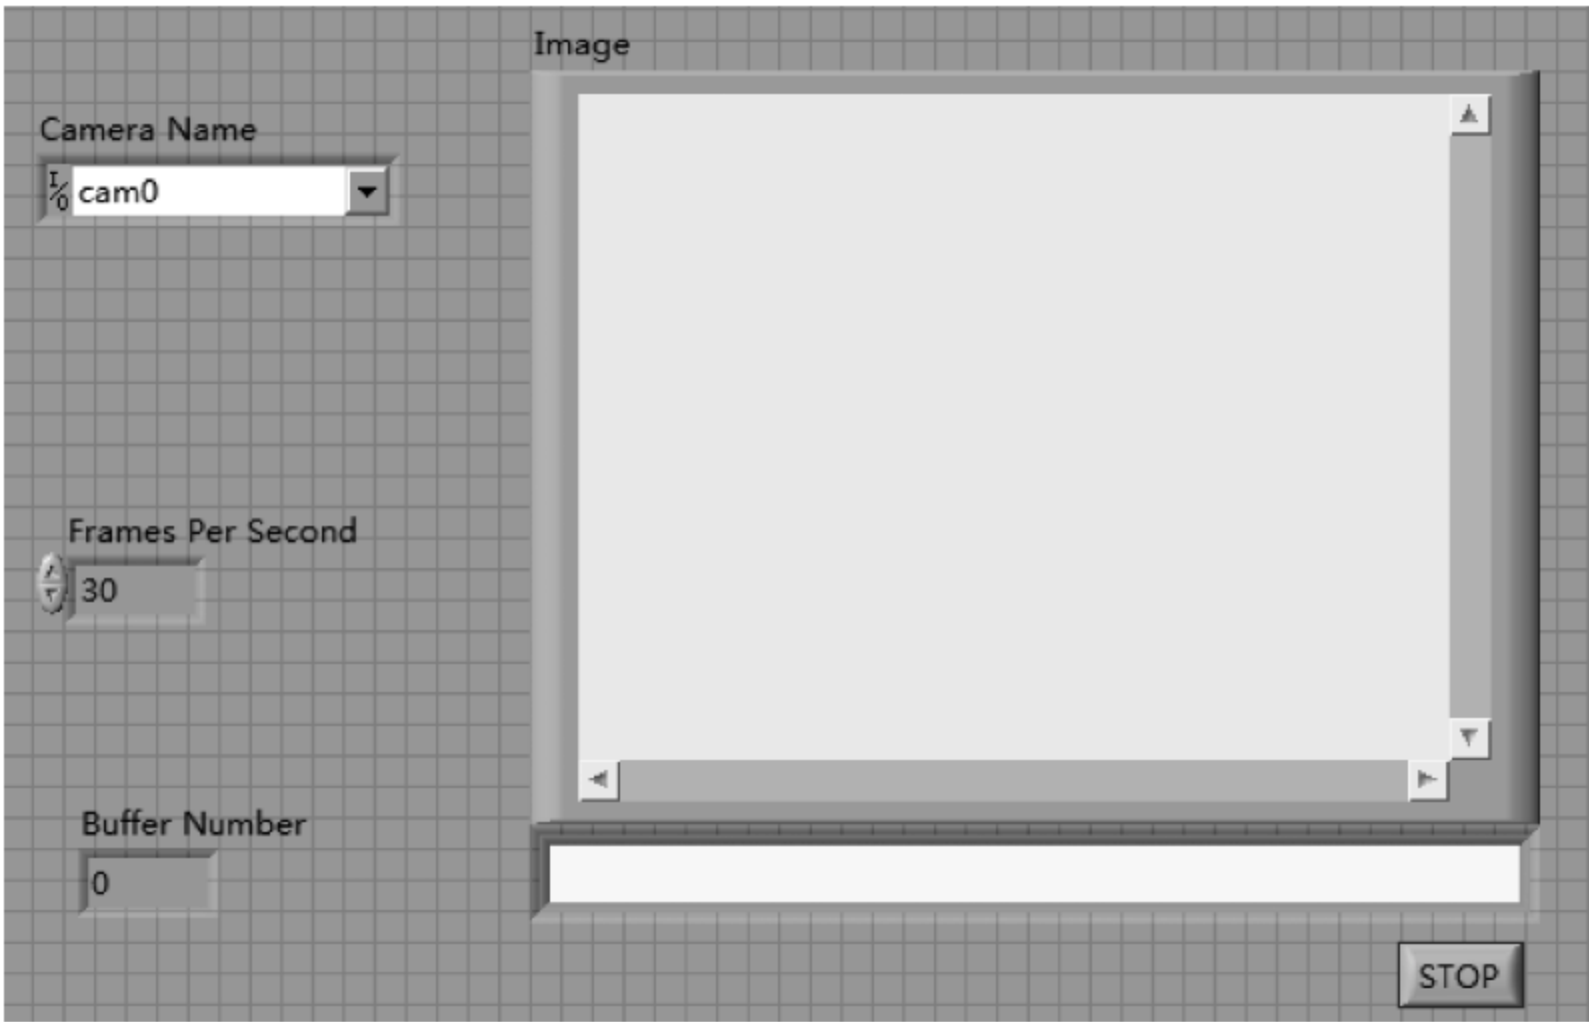 Image
Camera Name
I/O cam0
Frames Per Second
30
Buffer Number
0
STOP